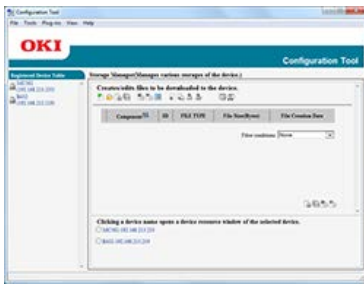 Configuration Tool
File Tools Plug-ins View Help
OKI
Configuration Tool
Registered Device Table
Storage Manager(Manages various storages of the device.)
Creates/edits files to be downloaded to the device.
Component ID FILE TYPE File Size(Bytes) File Creation Date
Filter conditions None
Clicking a device name opens a device resource window of the selected device.